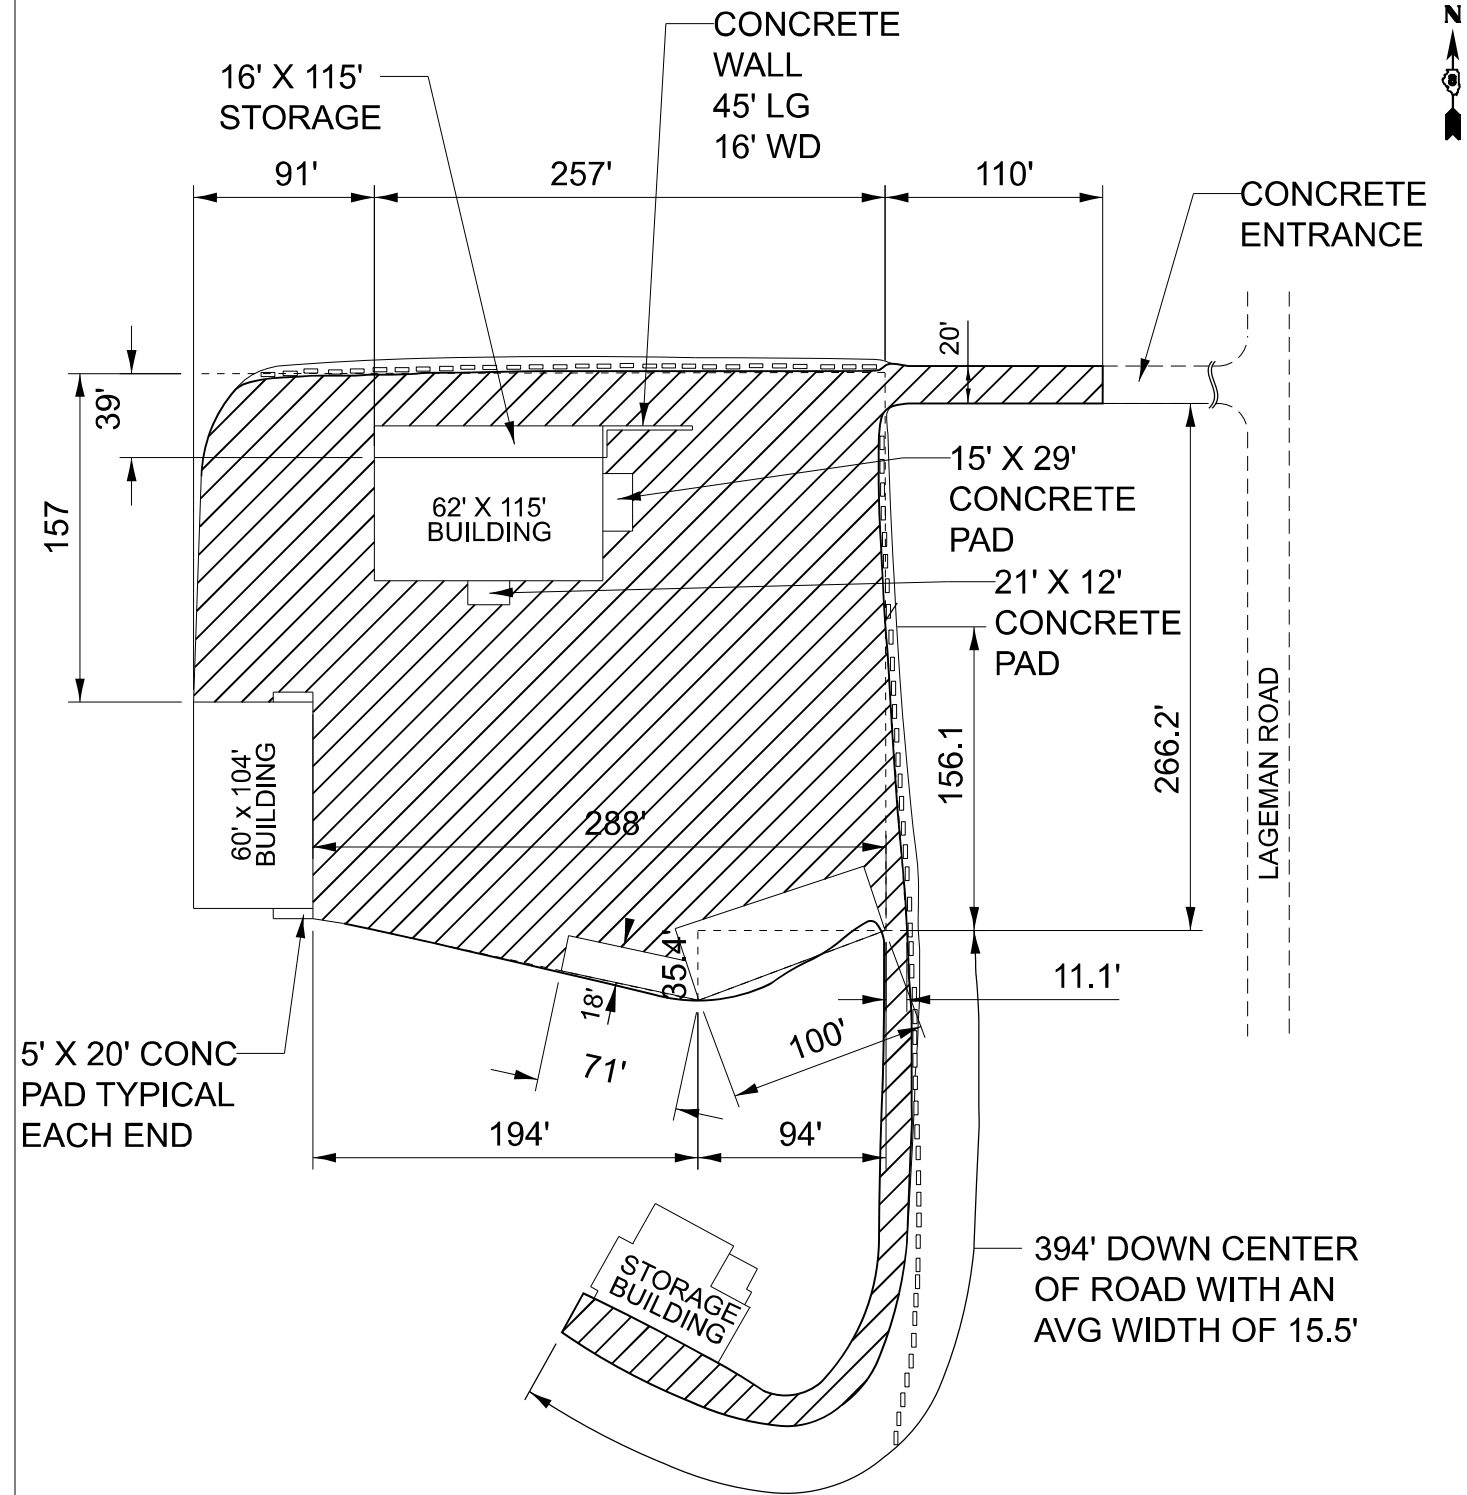 N
CONCRETE
WALL
45' LG
16' WD
16' X 115'
STORAGE
91'
257'
110'
CONCRETE
ENTRANCE
20'
39'
157
62' X 115'
BUILDING
15' X 29'
CONCRETE
PAD
21' X 12'
CONCRETE
PAD
156.1
266.2'
LAGEMAN ROAD
60' x 104'
BUILDING
288'
35.4'
18'
71'
100'
11.1'
5' X 20' CONC
PAD TYPICAL
EACH END
194'
94'
STORAGE
BUILDING
394' DOWN CENTER
OF ROAD WITH AN
AVG WIDTH OF 15.5'